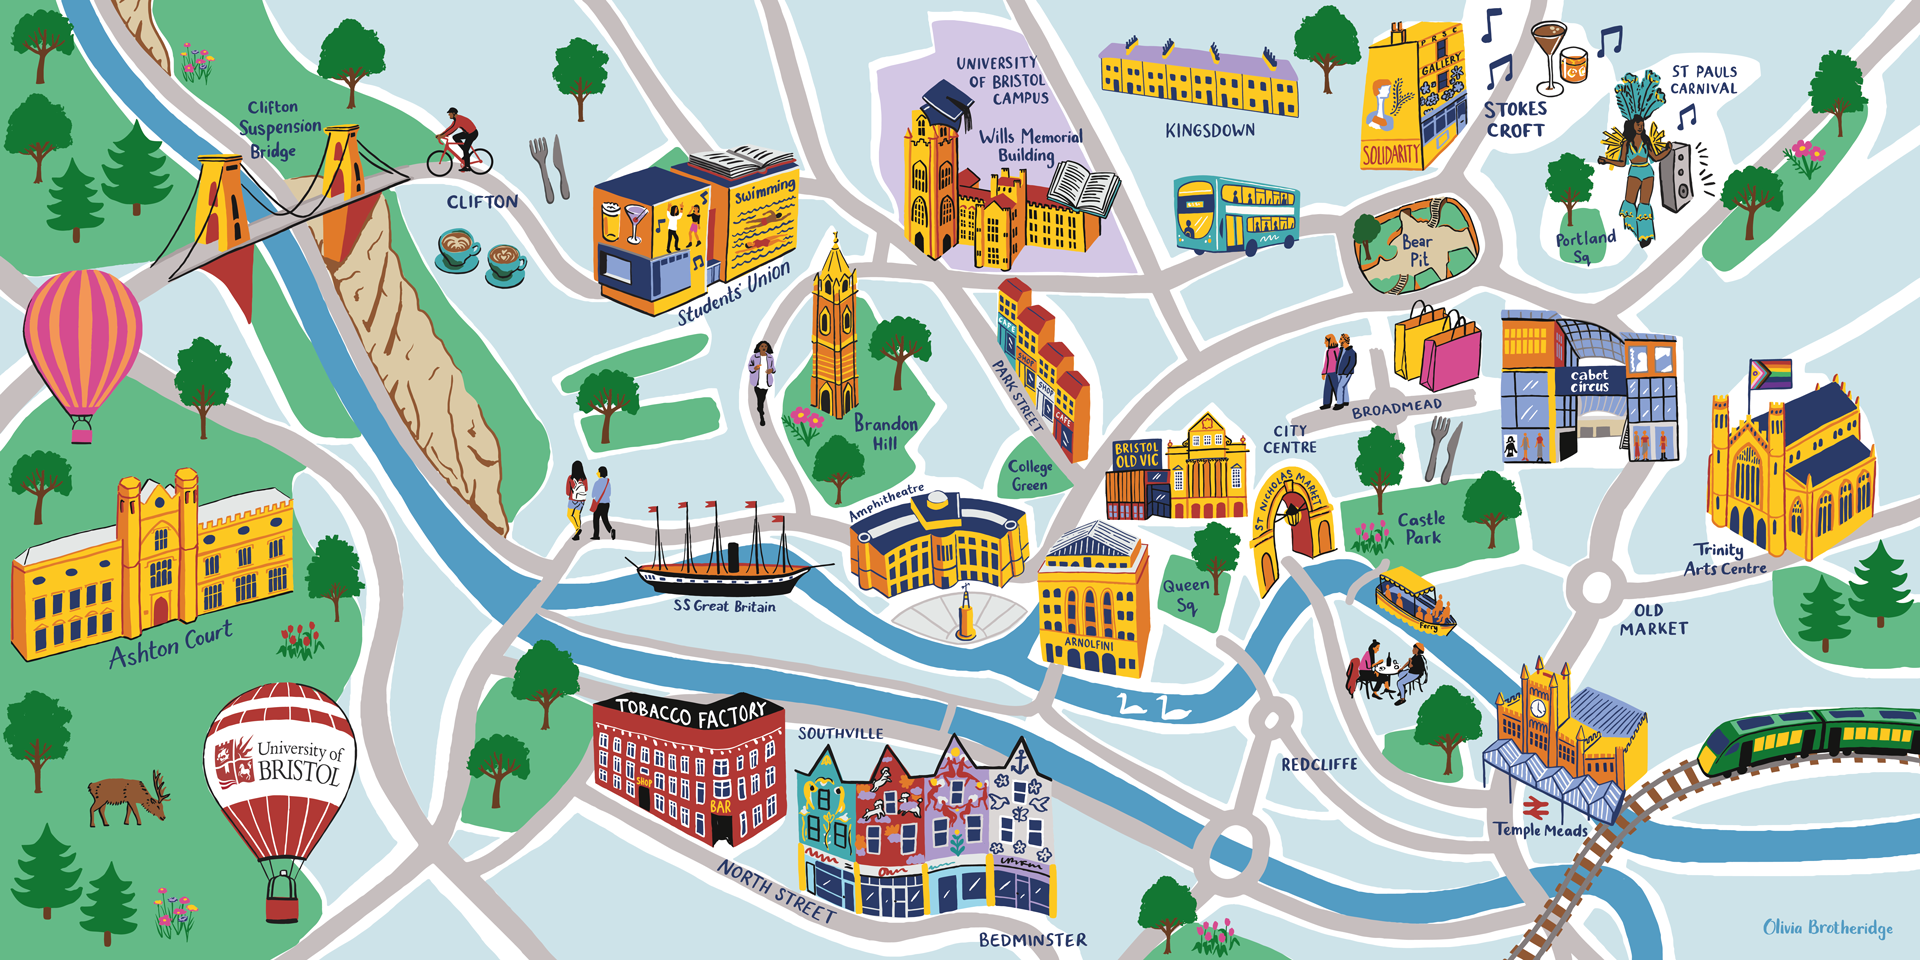 Clifton
Suspension
Bridge
CLIFTON
Swimming
Students' Union
UNIVERSITY
OF BRISTOL
CAMPUS
Wills Memorial
Building
KINGSDOWN
GALLERY
SOLIDARITY
STOKES
CROFT
ST PAULS
CARNIVAL
Portland
Sq
Bear
Pit
CAFE
SHOP
SHOP
CAFE
PARK STREET
Brandon
Hill
College
Green
BRISTOL
OLD VIC
CITY
CENTRE
BROADMEAD
cabot
circus
ST NICHOLAS MARKET
Castle
Park
Trinity
Arts Centre
Amphitheatre
SS Great Britain
ARNOLFINI
Queen
Sq
Ferry
OLD
MARKET
Ashton Court
University of
BRISTOL
TOBACCO FACTORY
SHOP
BAR
SOUTHVILLE
NORTH STREET
BEDMINSTER
REDCLIFFE
Temple Meads
Olivia Brotheridge